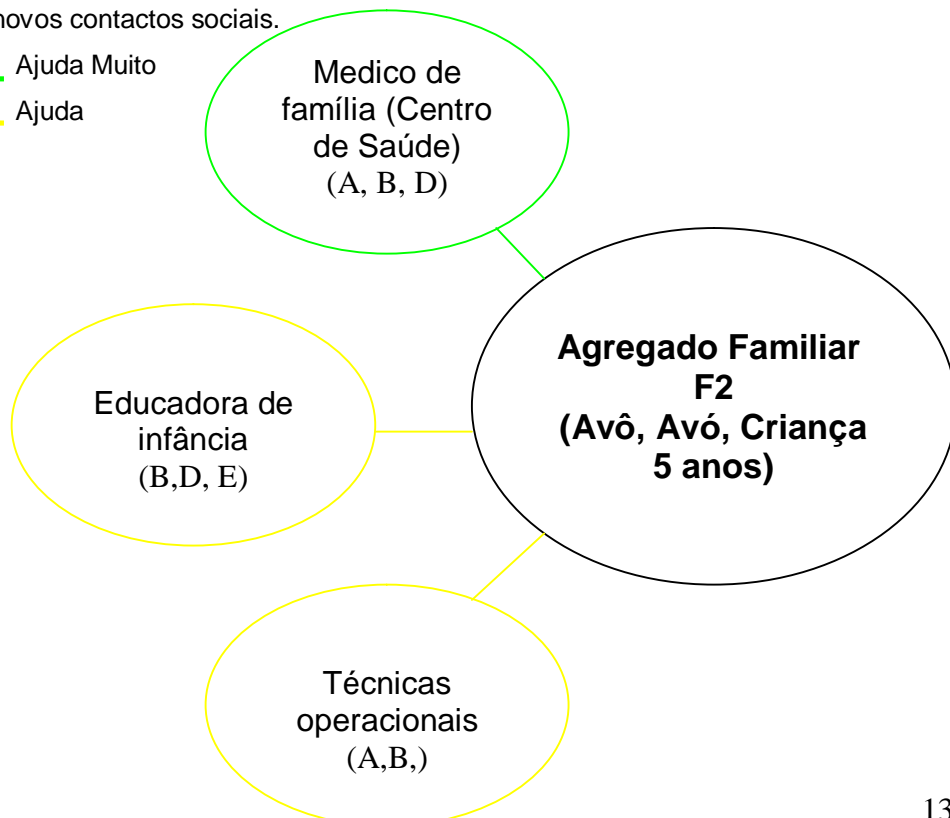 novos contactos sociais.
Ajuda Muito
Ajuda
Medico de
família (Centro
de Saúde)
(A, B, D)
Agregado Familiar
F2
(Avô, Avó, Criança
5 anos)
Educadora de
infância
(B,D, E)
Técnicas
operacionais
(A,B,)
13